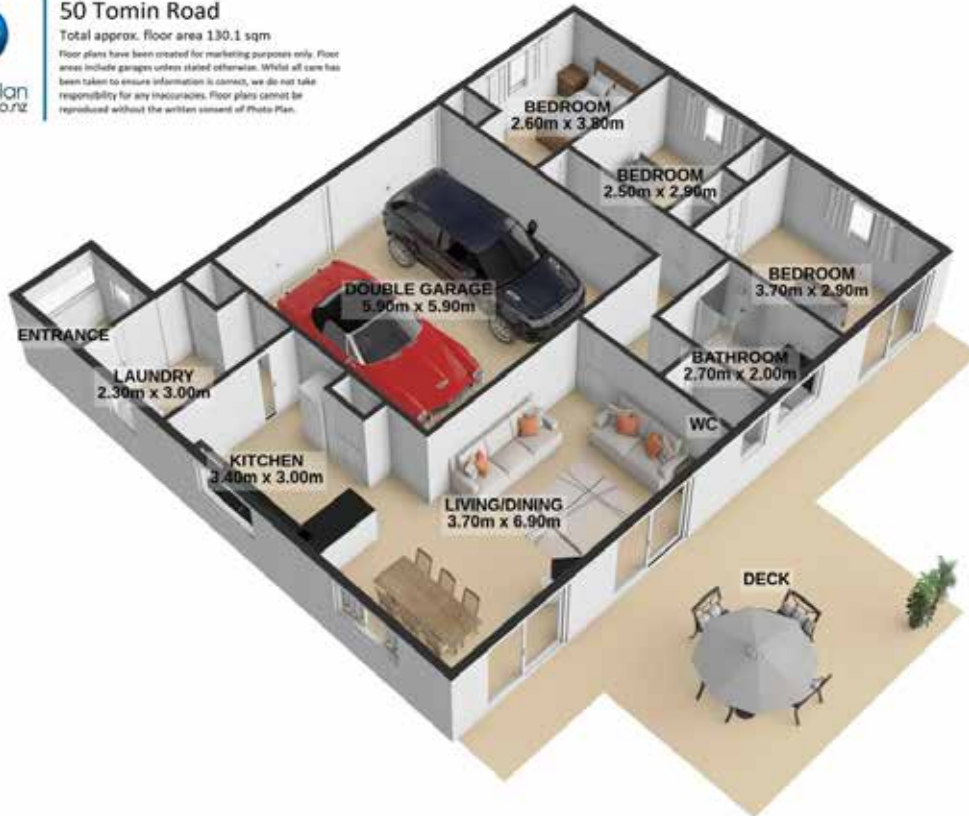 50 Tomin Road
Total approx. floor area 130.1 sqm
Floor plans have been created for marketing purposes only. Floor
areas include garages unless stated otherwise. Whilst all care has
been taken to ensure information is correct, we do not take
responsibility for any inaccuracies. Floor plans cannot be
reproduced without the written consent of Photo Plan.
lan
o.nz
BEDROOM
2.60m x 3.80m
BEDROOM
2.50m x 2.90m
BEDROOM
3.70m x 2.90m
DOUBLE GARAGE
5.90m x 5.90m
ENTRANCE
LAUNDRY
2.30m x 3.00m
BATHROOM
2.70m x 2.00m
WC
KITCHEN
3.40m x 3.00m
LIVING/DINING
3.70m x 6.90m
DECK